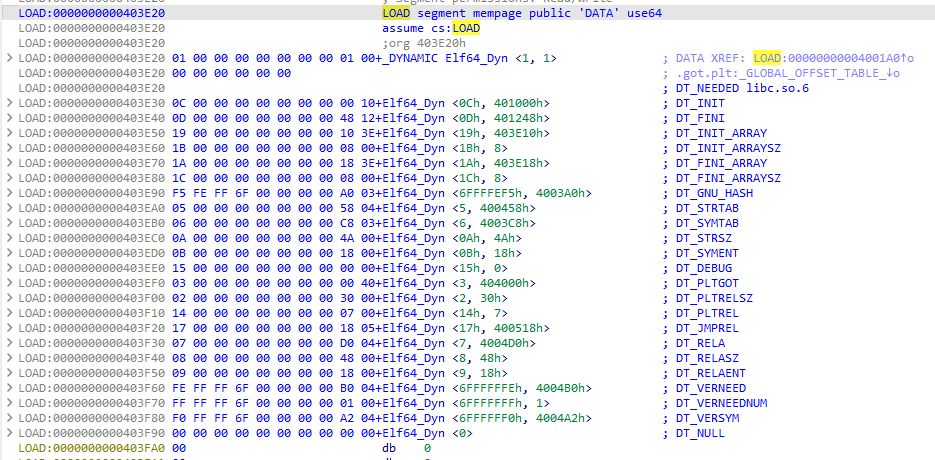 ; Segment permissions: Read/Write
LOAD:0000000000403E20 LOAD segment mempage public 'DATA' use64
LOAD:0000000000403E20 assume cs:LOAD
LOAD:0000000000403E20 ;org 403E20h
LOAD:0000000000403E20 01 00 00 00 00 00 00 00 01 00+_DYNAMIC Elf64_Dyn <1, 1> ; DATA XREF: LOAD:00000000004001A0↑o
LOAD:0000000000403E20 00 00 00 00 00 00 ; .got.plt:_GLOBAL_OFFSET_TABLE_↓o
LOAD:0000000000403E20 ; DT_NEEDED libc.so.6
LOAD:0000000000403E30 0C 00 00 00 00 00 00 00 00 10+Elf64_Dyn <0Ch, 401000h> ; DT_INIT
LOAD:0000000000403E40 0D 00 00 00 00 00 00 00 48 12+Elf64_Dyn <0Dh, 401248h> ; DT_FINI
LOAD:0000000000403E50 19 00 00 00 00 00 00 00 10 3E+Elf64_Dyn <19h, 403E10h> ; DT_INIT_ARRAY
LOAD:0000000000403E60 1B 00 00 00 00 00 00 00 08 00+Elf64_Dyn <1Bh, 8> ; DT_INIT_ARRAYSZ
LOAD:0000000000403E70 1A 00 00 00 00 00 00 00 18 3E+Elf64_Dyn <1Ah, 403E18h> ; DT_FINI_ARRAY
LOAD:0000000000403E80 1C 00 00 00 00 00 00 00 08 00+Elf64_Dyn <1Ch, 8> ; DT_FINI_ARRAYSZ
LOAD:0000000000403E90 F5 FE FF 6F 00 00 00 00 A0 03+Elf64_Dyn <6FFFFEF5h, 4003A0h> ; DT_GNU_HASH
LOAD:0000000000403EA0 05 00 00 00 00 00 00 00 58 04+Elf64_Dyn <5, 400458h> ; DT_STRTAB
LOAD:0000000000403EB0 06 00 00 00 00 00 00 00 C8 03+Elf64_Dyn <6, 4003C8h> ; DT_SYMTAB
LOAD:0000000000403EC0 0A 00 00 00 00 00 00 00 4A 00+Elf64_Dyn <0Ah, 4Ah> ; DT_STRSZ
LOAD:0000000000403ED0 0B 00 00 00 00 00 00 00 18 00+Elf64_Dyn <0Bh, 18h> ; DT_SYMENT
LOAD:0000000000403EE0 15 00 00 00 00 00 00 00 00 00+Elf64_Dyn <15h, 0> ; DT_DEBUG
LOAD:0000000000403EF0 03 00 00 00 00 00 00 00 00 40+Elf64_Dyn <3, 404000h> ; DT_PLTGOT
LOAD:0000000000403F00 02 00 00 00 00 00 00 00 30 00+Elf64_Dyn <2, 30h> ; DT_PLTRELSZ
LOAD:0000000000403F10 14 00 00 00 00 00 00 00 07 00+Elf64_Dyn <14h, 7> ; DT_PLTREL
LOAD:0000000000403F20 17 00 00 00 00 00 00 00 18 05+Elf64_Dyn <17h, 400518h> ; DT_JMPREL
LOAD:0000000000403F30 07 00 00 00 00 00 00 00 D0 04+Elf64_Dyn <7, 4004D0h> ; DT_RELA
LOAD:0000000000403F40 08 00 00 00 00 00 00 00 48 00+Elf64_Dyn <8, 48h> ; DT_RELASZ
LOAD:0000000000403F50 09 00 00 00 00 00 00 00 18 00+Elf64_Dyn <9, 18h> ; DT_RELAENT
LOAD:0000000000403F60 FE FF FF 6F 00 00 00 00 B0 04+Elf64_Dyn <6FFFFFFEh, 4004B0h> ; DT_VERNEED
LOAD:0000000000403F70 FF FF FF 6F 00 00 00 00 01 00+Elf64_Dyn <6FFFFFFFh, 1> ; DT_VERNEEDNUM
LOAD:0000000000403F80 F0 FF FF 6F 00 00 00 00 A2 04+Elf64_Dyn <6FFFFFF0h, 4004A2h> ; DT_VERSYM
LOAD:0000000000403F90 00 00 00 00 00 00 00 00 00 00+Elf64_Dyn <0> ; DT_NULL
LOAD:0000000000403FA0 00 db 0